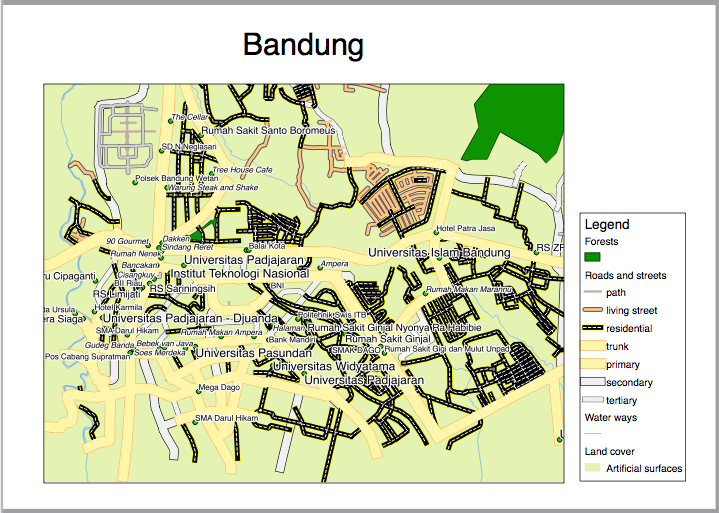 Bandung
The Cellar
Rumah Sakit Santo Boromeus
SD N Neglasari
Tree House Cafe
Polsek Bandung Wetan
Warung Steak and Shake
Hotel Patra Jasa
90 Gourmet
Dakken
Sindang Reret
Balai Kota
Rumah Nenek
Universitas Islam Bandung
Universitas Padjajaran
Bancakan
Ampera
ru Cipaganti
Cisangkuy
Institut Teknologi Nasional
BII Riau
BNI
RS Limijati
RS Sariningsih
Rumah Makan Marannu
Hotel Karmila
ta Ursula
era Siaga
Universitas Padjajaran - Djuanda
Politehnik Swis ITB
SMA Darul Hikam
Rumah Makan Ampera
Halaman
Rumah Sakit Ginjal Nyonya Ra Habibie
Bank Mandiri
Rumah Sakit Ginjal
Gudeg Banda
Bebek van Java
Pos Cabang Supratman
Soes Merdeka
Universitas Pasundan
SMAK DAGO
Rumah Sakit Gigi dan Mulut Unpad
Universitas Widyatama
Universitas Padjajaran
Mega Dago
SMA Darul Hikam
Legend
Forests
Roads and streets
path
living street
residential
trunk
primary
secondary
tertiary
Water ways
Land cover
Artificial surfaces